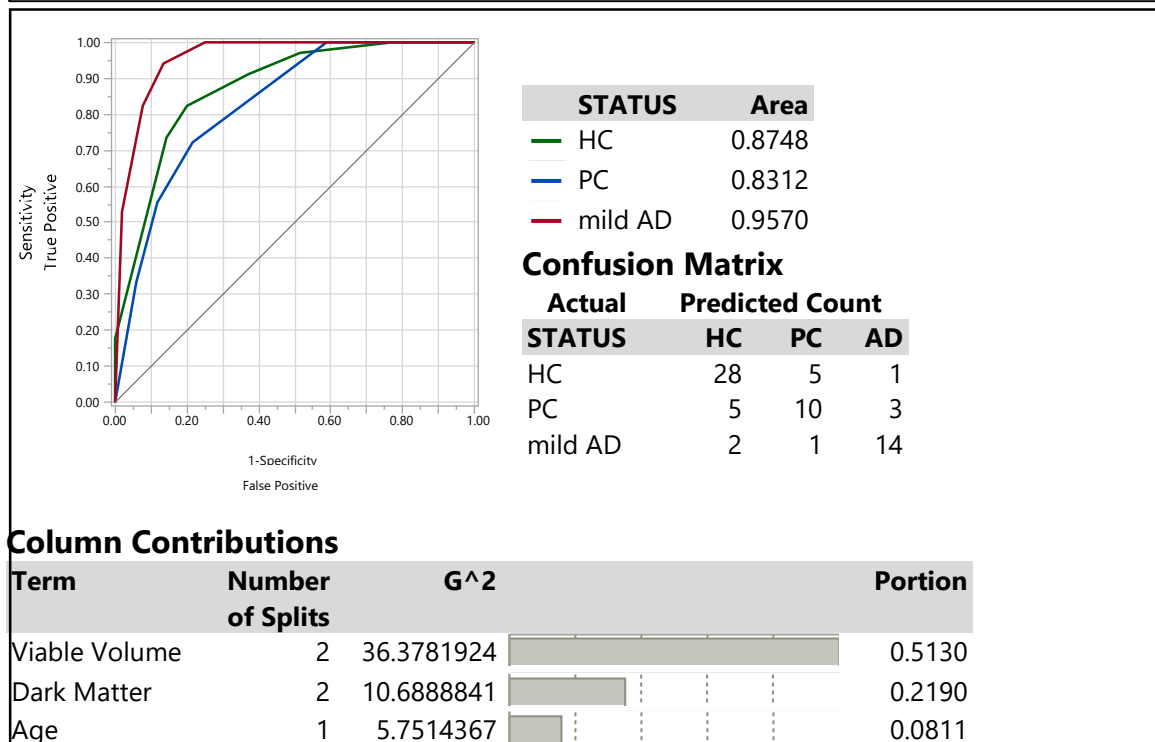 1.00
0.90
0.80
0.70
0.60
0.50
0.40
0.30
0.20
0.10
0.00
Sensitivity
True Positive
0.00 0.20 0.40 0.60 0.80 1.00
1-Specificity
False Positive
STATUS Area
HC 0.8748
PC 0.8312
mild AD 0.9570
Confusion Matrix
Actual Predicted Count
STATUS HC PC AD
HC 28 5 1
PC 5 10 3
mild AD 2 1 14
Column Contributions
Term Number G^2 Portion
of Splits
Viable Volume 2 36.3781924 0.5130
Dark Matter 2 10.6888841 0.2190
Age 1 5.7514367 0.0811